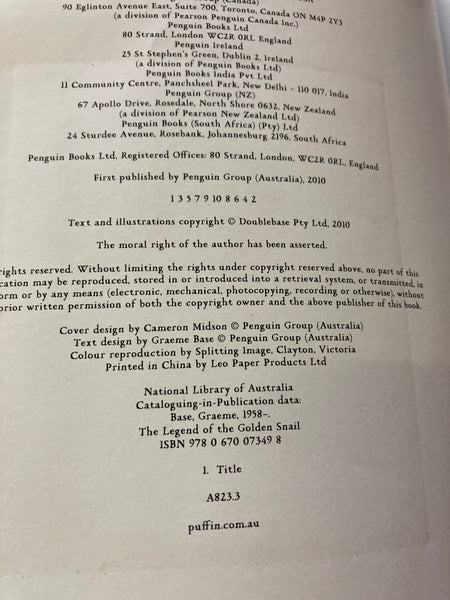 90 Eglinton Avenue East, Suite 700, Toronto, Canada ON M4P 2Y3
(a division of Pearson Penguin Canada Inc.)
Penguin Books Ltd
80 Strand, London WC2R 0RL England
Penguin Ireland
25 St Stephen's Green, Dublin 2, Ireland
(a division of Penguin Books Ltd)
Penguin Books India Pvt Ltd
11 Community Centre, Panchsheel Park, New Delhi - 110 017, India
Penguin Group (NZ)
67 Apollo Drive, Rosedale, North Shore 0632, New Zealand
(a division of Pearson New Zealand Ltd)
Penguin Books (South Africa) (Pty) Ltd
24 Sturdee Avenue, Rosebank, Johannesburg 2196, South Africa
Penguin Books Ltd, Registered Offices: 80 Strand, London, WC2R 0RL, England
First published by Penguin Group (Australia), 2010
1 3 5 7 9 10 8 6 4 2
Text and illustrations copyright © Doublebase Pty Ltd, 2010
The moral right of the author has been asserted.
rights reserved. Without limiting the rights under copyright reserved above, no part of this
cation may be reproduced, stored in or introduced into a retrieval system, or transmitted, in
orm or by any means (electronic, mechanical, photocopying, recording or otherwise), without
prior written permission of both the copyright owner and the above publisher of this book.
Cover design by Cameron Midson © Penguin Group (Australia)
Text design by Graeme Base © Penguin Group (Australia)
Colour reproduction by Splitting Image, Clayton, Victoria
Printed in China by Leo Paper Products Ltd
National Library of Australia
Cataloguing-in-Publication data:
Base, Graeme, 1958-.
The Legend of the Golden Snail
ISBN 978 0 670 07349 8
1. Title
A823.3
puffin.com.au